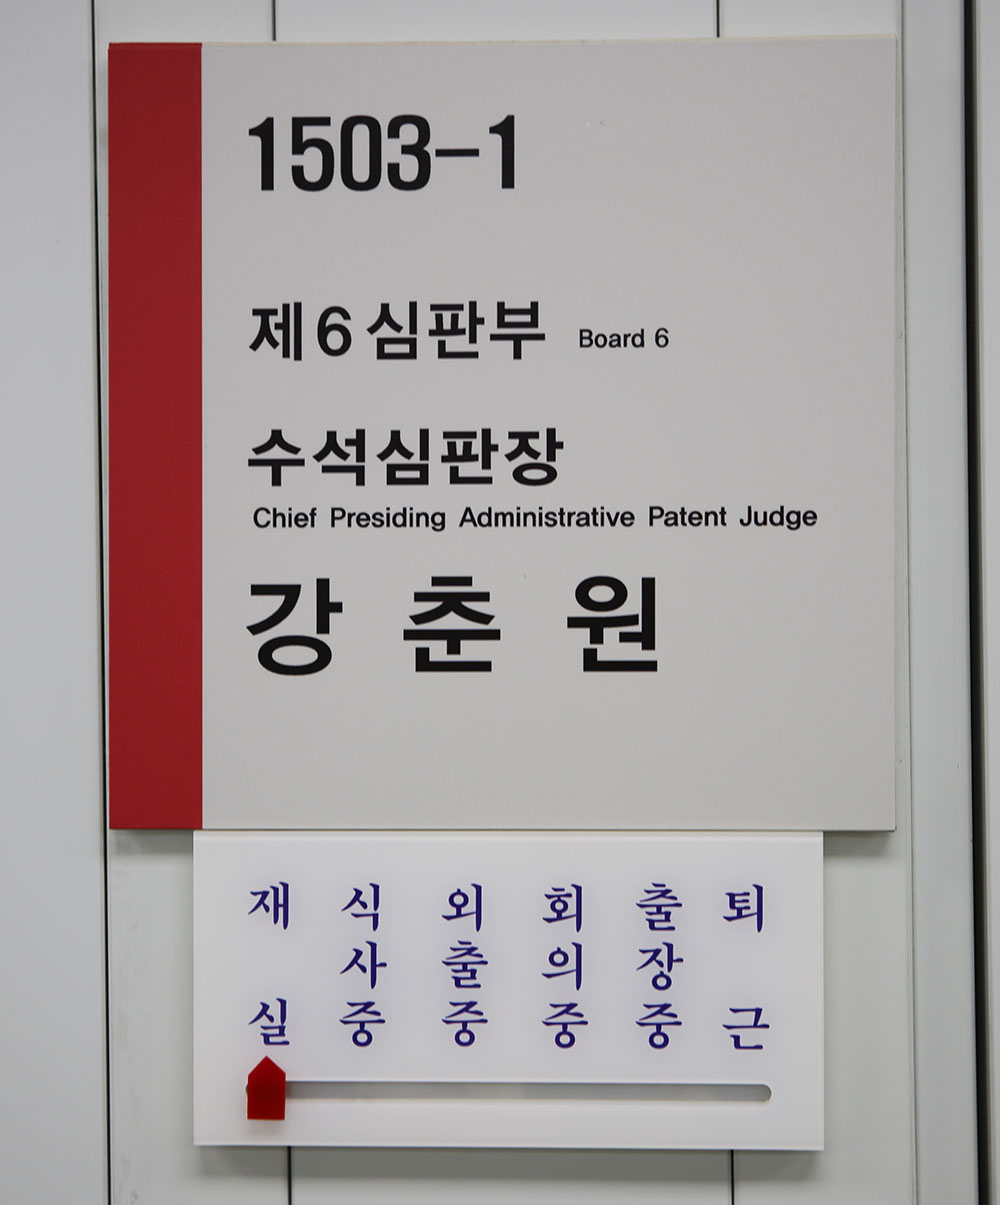 1503-1
제6심판부 Board 6
수석심판장
Chief Presiding Administrative Patent Judge
강춘원
재실
식사중
외출중
회의중
출장중
퇴근